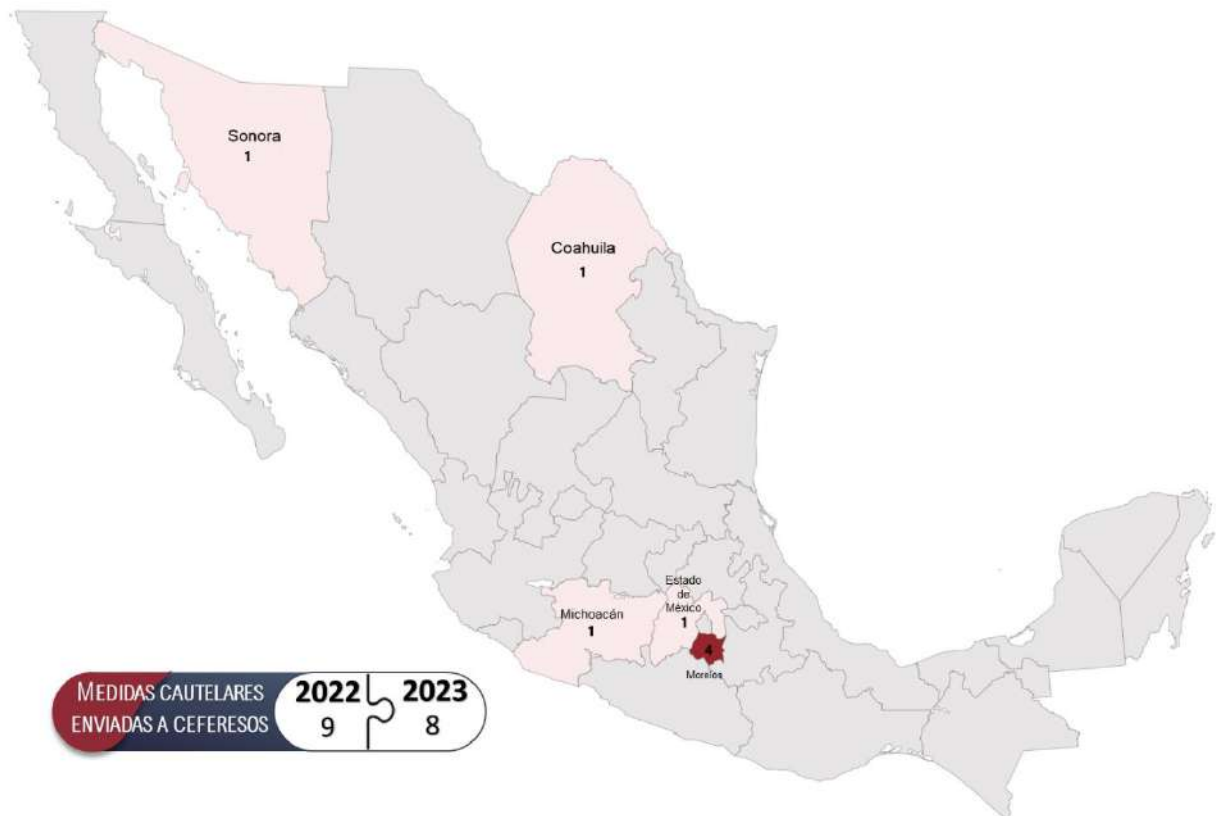 Sonora
1
Coahuila
1
Estado
de
México
1
Michoacán
1
4
Morelos
MEDIDAS CAUTELARES
ENVIADAS A CEFERESOS
2022
9
2023
8